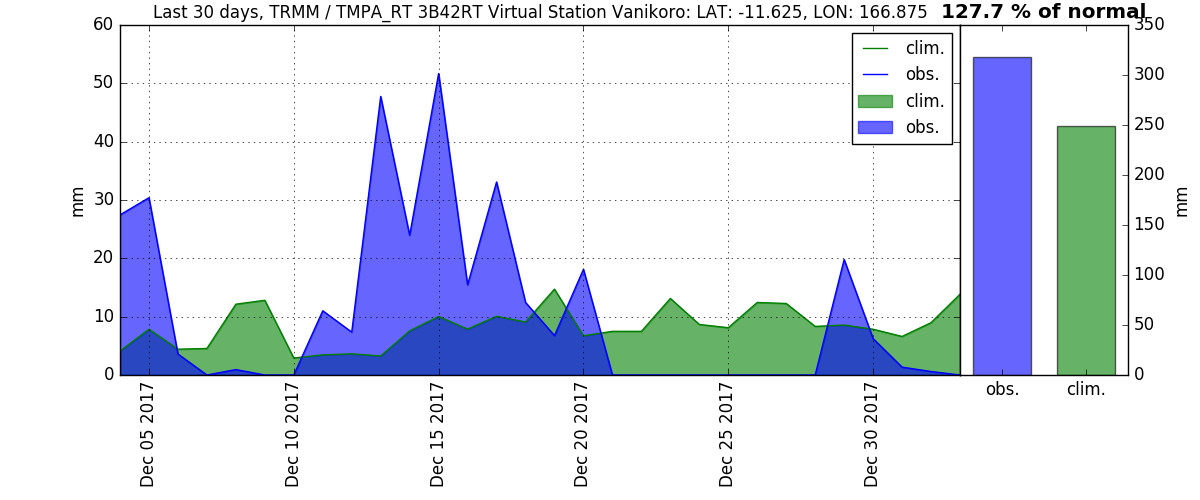 Last 30 days, TRMM / TMPA_RT 3B42RT Virtual Station Vanikoro: LAT: -11.625, LON: 166.875 127.7 % of normal
60
50
40
30
20
10
0
mm
clim.
obs.
clim.
obs.
350
300
250
200
150
100
50
0
mm
Dec 05 2017
Dec 10 2017
Dec 15 2017
Dec 20 2017
Dec 25 2017
Dec 30 2017
obs.
clim.